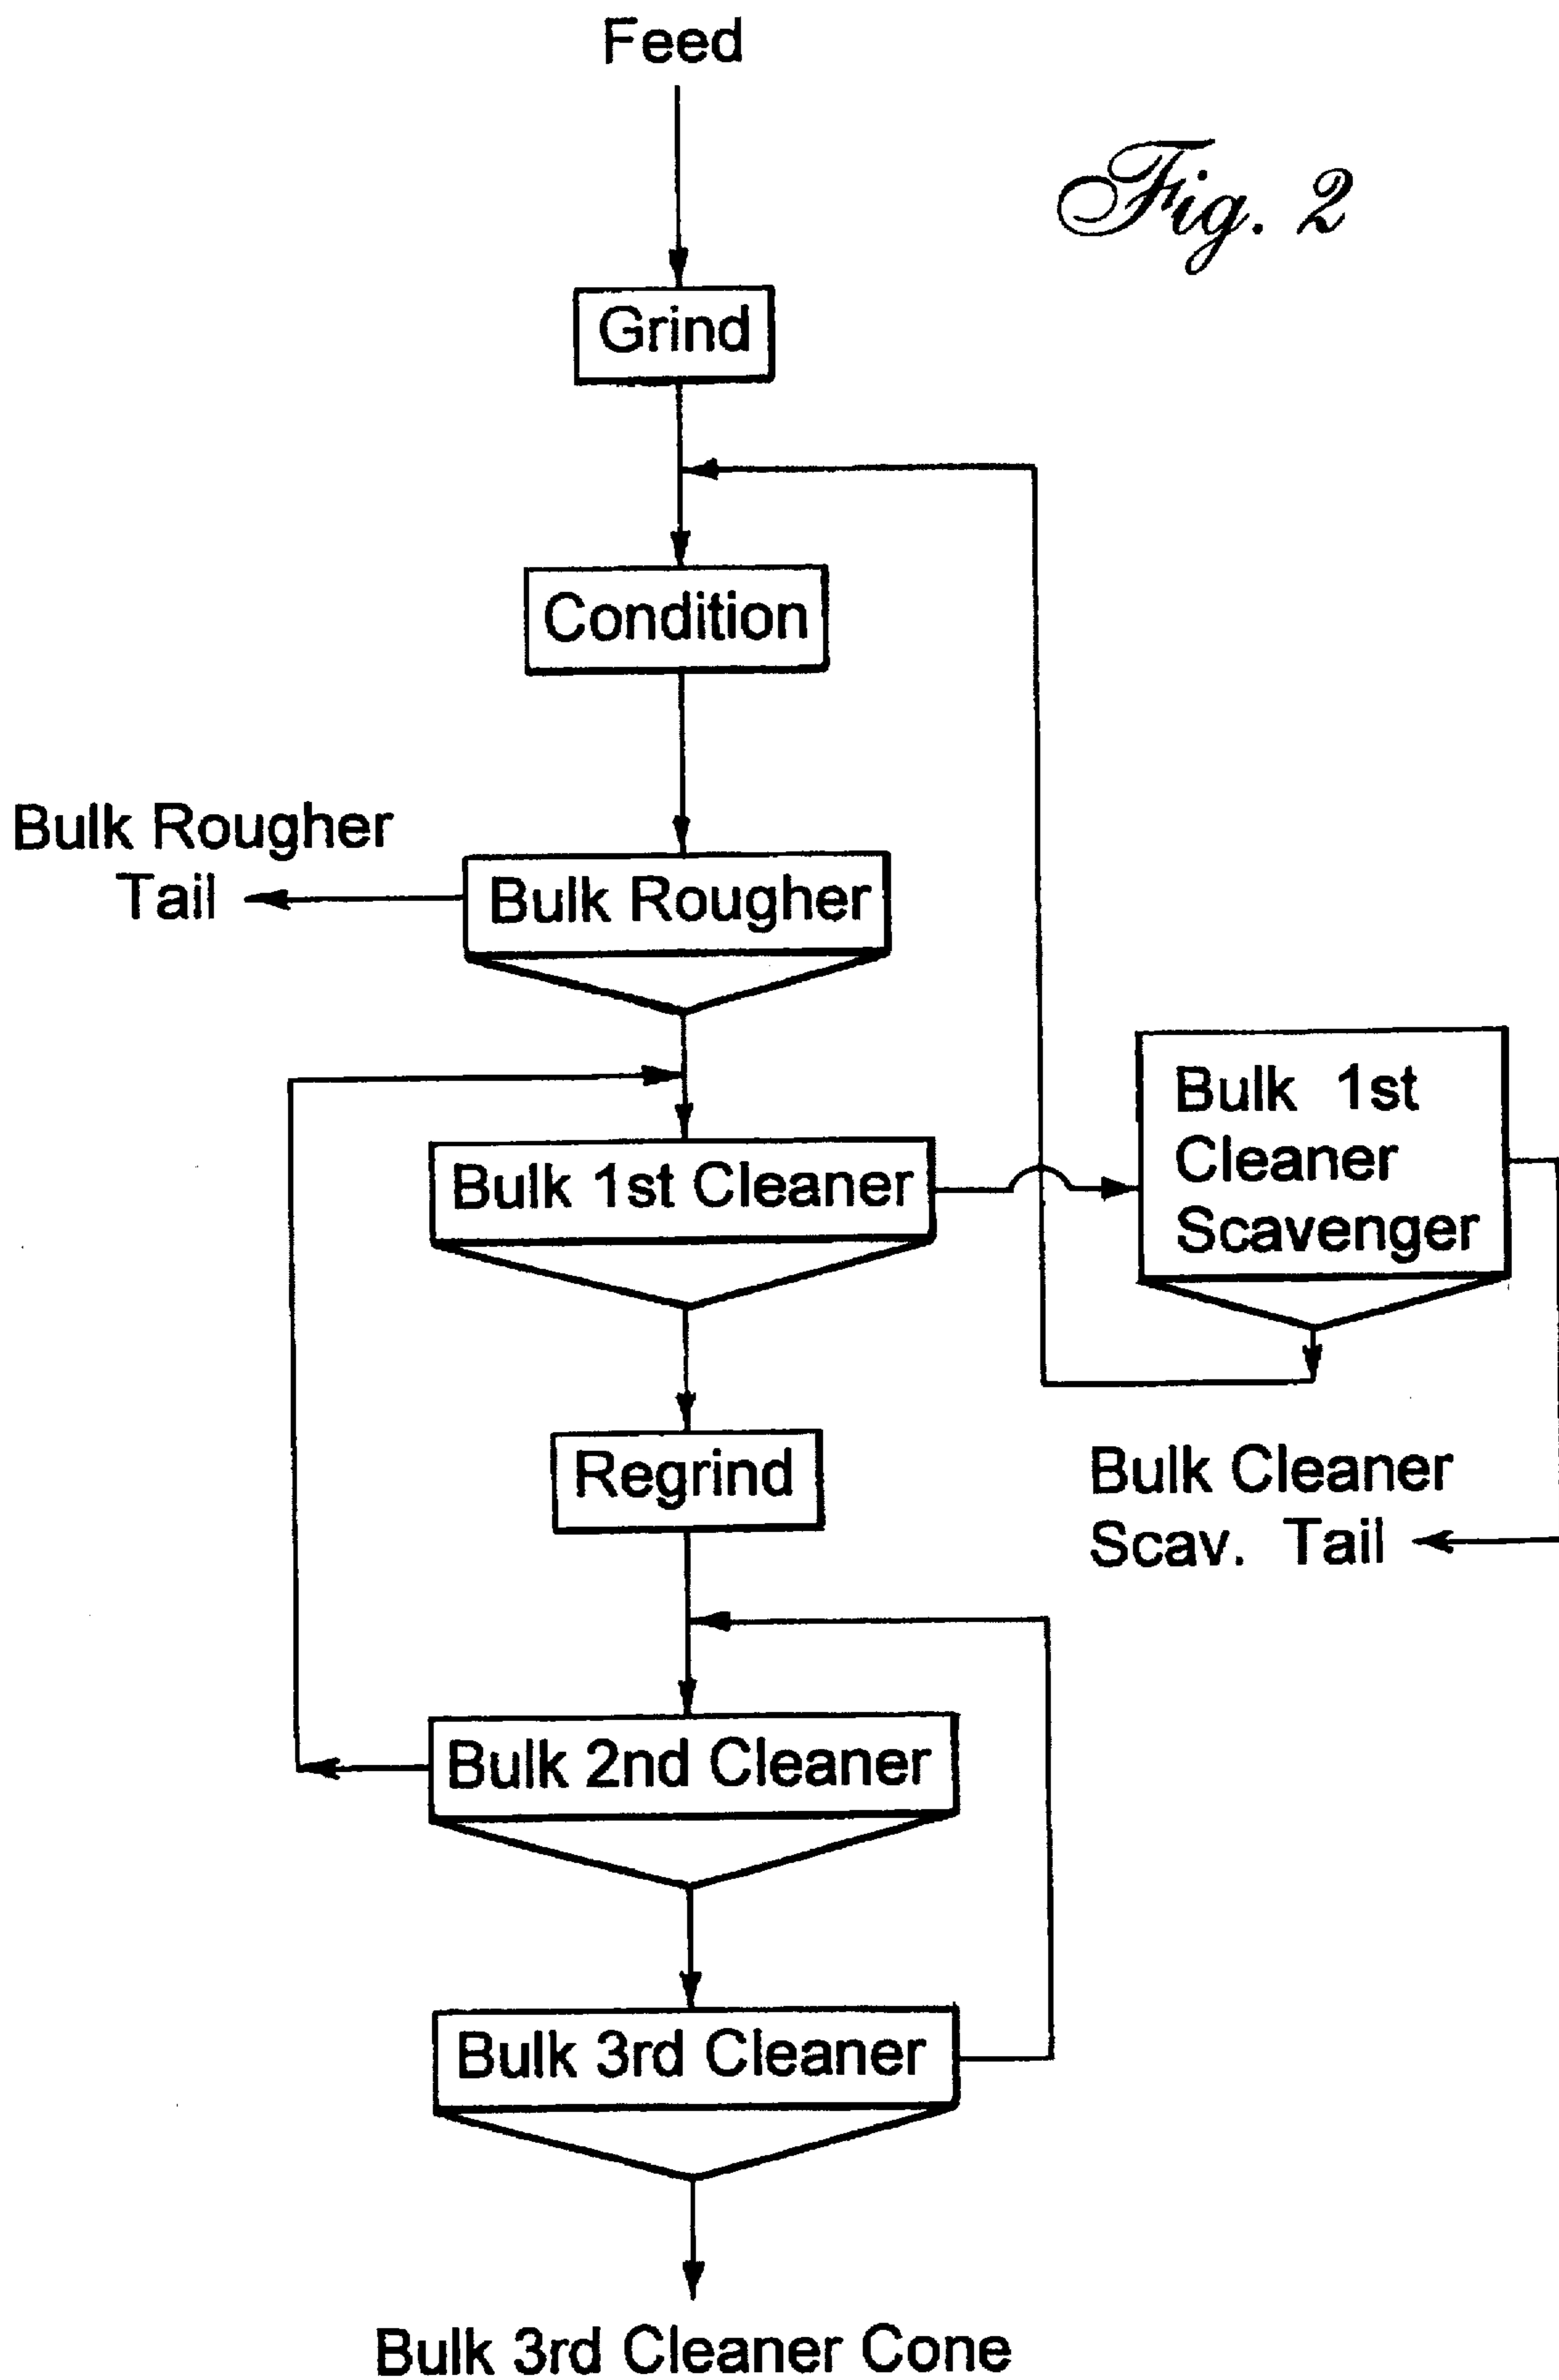 Feed
Fig. 2
Grind
Condition
Bulk Rougher
Tail
Bulk Rougher
Bulk 1st
Cleaner
Scavenger
Bulk 1st Cleaner
Regrind
Bulk Cleaner
Scav. Tail
Bulk 2nd Cleaner
Bulk 3rd Cleaner
Bulk 3rd Cleaner Cone